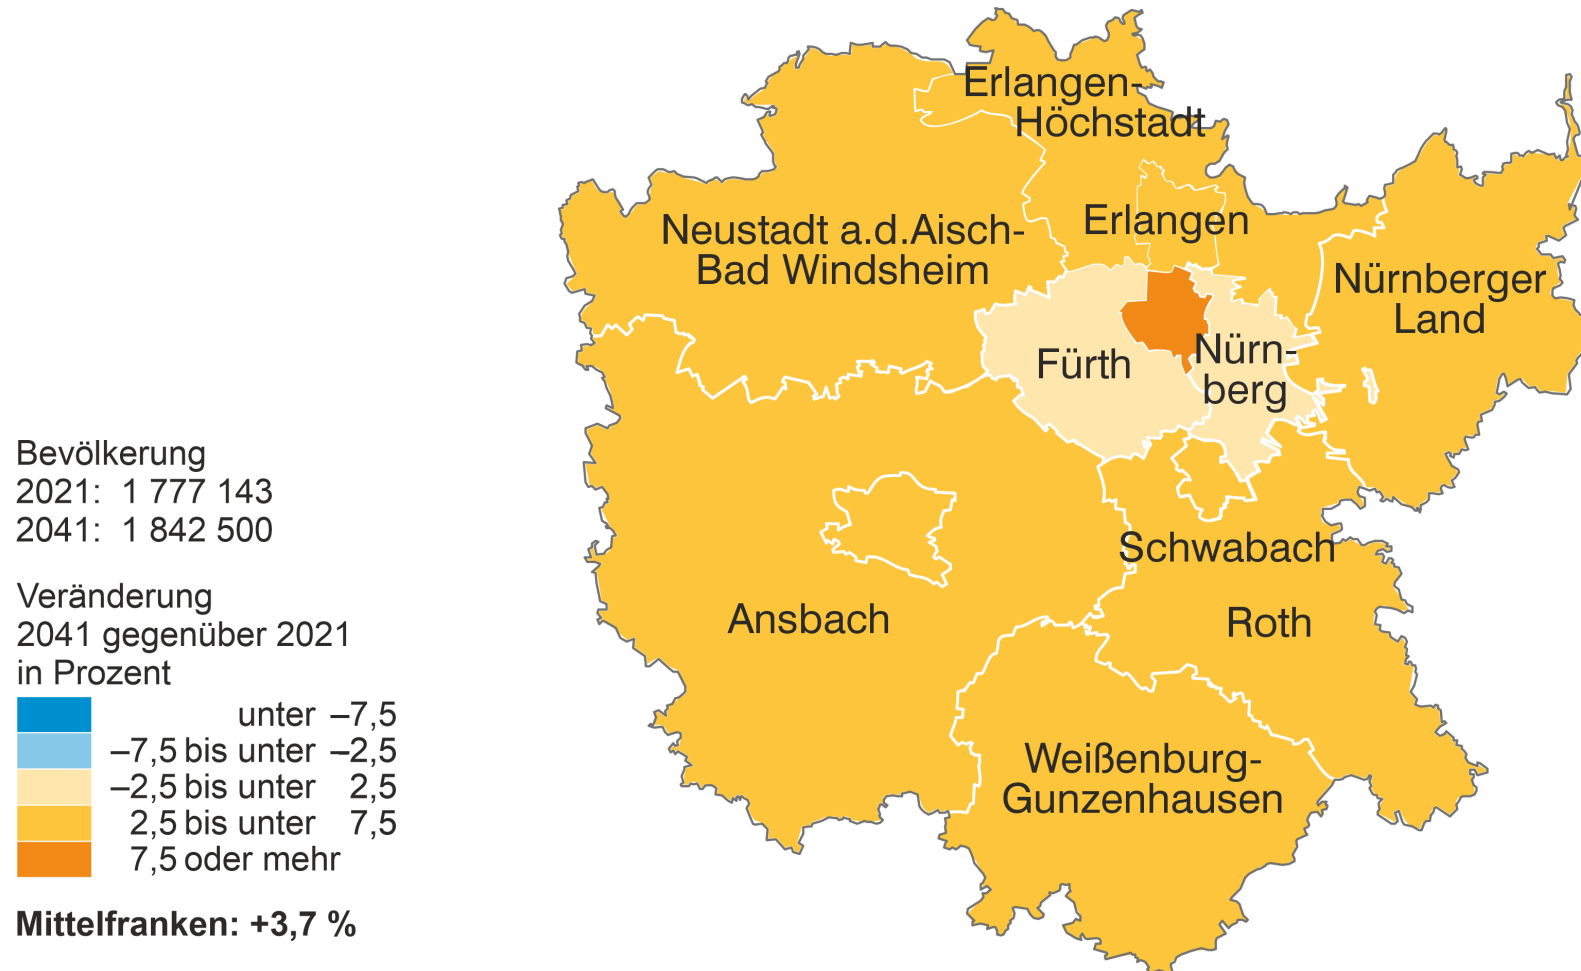 Erlangen-
Höchstadt
Neustadt a.d.Aisch-
Bad Windsheim
Erlangen
Nürnberger
Land
Fürth
Nürn-
berg
Schwabach
Ansbach
Roth
Weißenburg-
Gunzenhausen
Bevölkerung
2021: 1 777 143
2041: 1 842 500
Veränderung
2041 gegenüber 2021
in Prozent
unter –7,5
–7,5 bis unter –2,5
–2,5 bis unter 2,5
2,5 bis unter 7,5
7,5 oder mehr
Mittelfranken: +3,7 %